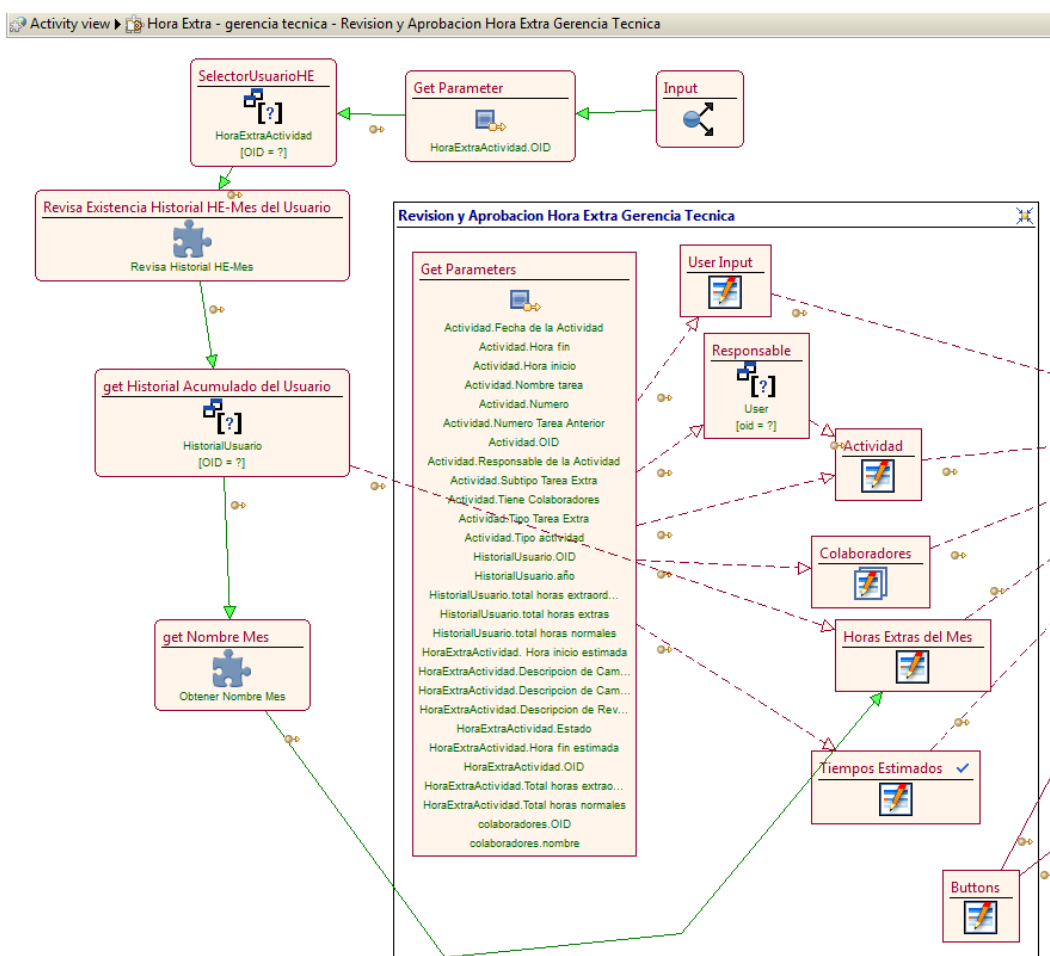 Activity view Hora Extra - gerencia tecnica - Revision y Aprobacion Hora Extra Gerencia Tecnica
SelectorUsuarioHE
[?]
HoraExtraActividad
[OID = ?]
Get Parameter
HoraExtraActividad.OID
Input
Revisa Existencia Historial HE-Mes del Usuario
Revisa Historial HE-Mes
get Historial Acumulado del Usuario
[?]
HistorialUsuario
[OID = ?]
get Nombre Mes
Obtener Nombre Mes
Revision y Aprobacion Hora Extra Gerencia Tecnica
Get Parameters
Actividad.Fecha de la Actividad
Actividad.Hora fin
Actividad.Hora inicio
Actividad.Nombre tarea
Actividad.Numero
Actividad.Numero Tarea Anterior
Actividad.OID
Actividad.Responsable de la Actividad
Actividad.Subtipo Tarea Extra
Actividad.Tiene Colaboradores
Actividad.Tipo Tarea Extra
Actividad.Tipo actividad
HistorialUsuario.OID
HistorialUsuario.año
HistorialUsuario.total horas extraord...
HistorialUsuario.total horas extras
HistorialUsuario.total horas normales
HoraExtraActividad. Hora inicio estimada
HoraExtraActividad.Descripcion de Cam...
HoraExtraActividad.Descripcion de Cam...
HoraExtraActividad.Descripcion de Rev...
HoraExtraActividad.Estado
HoraExtraActividad.Hora fin estimada
HoraExtraActividad.OID
HoraExtraActividad.Total horas extrao...
HoraExtraActividad.Total horas normales
colaboradores.OID
colaboradores.nombre
User Input
Responsable
[?]
User
[oid = ?]
Actividad
Colaboradores
Horas Extras del Mes
Tiempos Estimados
Buttons